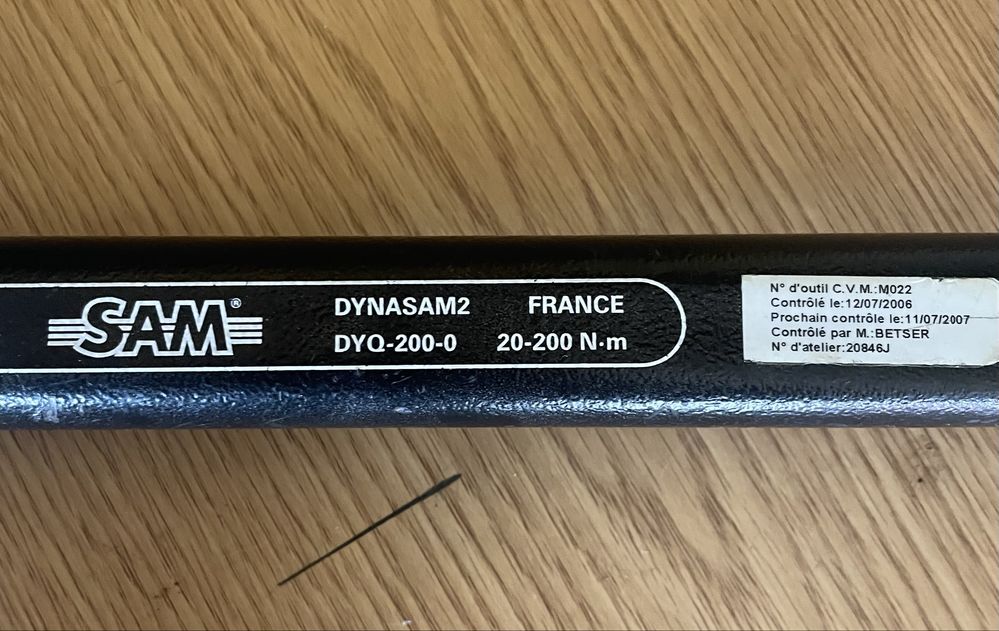 SAM®
DYNASAM2 FRANCE
DYQ-200-0 20-200 N·m
N° d'outil C.V.M.:M022
Contrôlé le:12/07/2006
Prochain contrôle le:11/07/2007
Contrôlé par M.:BETSER
N° d'atelier:20846J